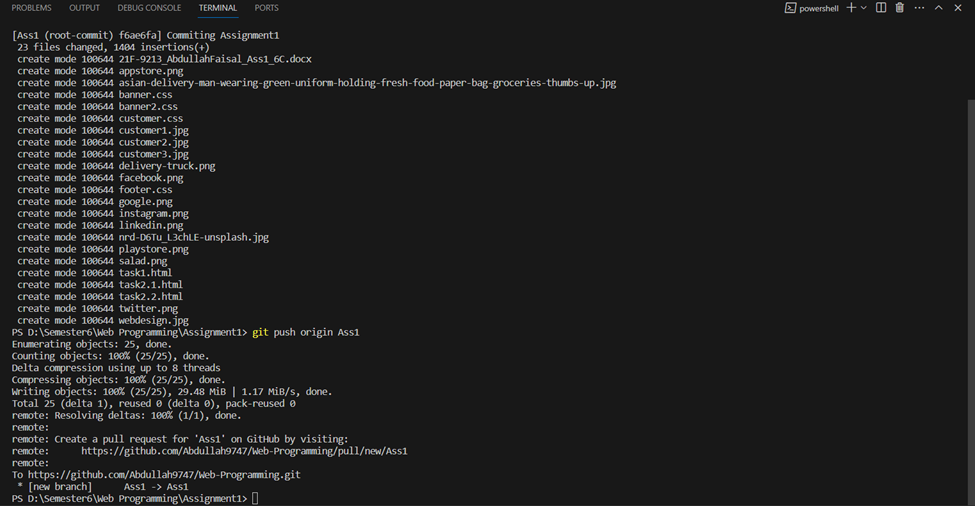 PROBLEMS OUTPUT DEBUG CONSOLE TERMINAL PORTS powershell
[Ass1 (root-commit) f6ae6fa] Commiting Assignment1
23 files changed, 1404 insertions(+)
create mode 100644 21F-9213_AbdullahFaisal_Ass1_6C.docx
create mode 100644 appstore.png
create mode 100644 asian-delivery-man-wearing-green-uniform-holding-fresh-food-paper-bag-groceries-thumbs-up.jpg
create mode 100644 banner.css
create mode 100644 banner2.css
create mode 100644 customer.css
create mode 100644 customer1.jpg
create mode 100644 customer2.jpg
create mode 100644 customer3.jpg
create mode 100644 delivery-truck.png
create mode 100644 facebook.png
create mode 100644 footer.css
create mode 100644 google.png
create mode 100644 instagram.png
create mode 100644 linkedin.png
create mode 100644 nrd-D6Tu_L3chLE-unsplash.jpg
create mode 100644 playstore.png
create mode 100644 salad.png
create mode 100644 task1.html
create mode 100644 task2.1.html
create mode 100644 task2.2.html
create mode 100644 twitter.png
create mode 100644 webdesign.jpg
PS D:\Semester6\Web Programming\Assignment1> git push origin Ass1
Enumerating objects: 25, done.
Counting objects: 100% (25/25), done.
Delta compression using up to 8 threads
Compressing objects: 100% (25/25), done.
Writing objects: 100% (25/25), 29.48 MiB | 1.17 MiB/s, done.
Total 25 (delta 1), reused 0 (delta 0), pack-reused 0
remote: Resolving deltas: 100% (1/1), done.
remote:
remote: Create a pull request for 'Ass1' on GitHub by visiting:
remote: https://github.com/Abdullah9747/Web-Programming/pull/new/Ass1
remote:
To https://github.com/Abdullah9747/Web-Programming.git
* [new branch] Ass1 -> Ass1
PS D:\Semester6\Web Programming\Assignment1>